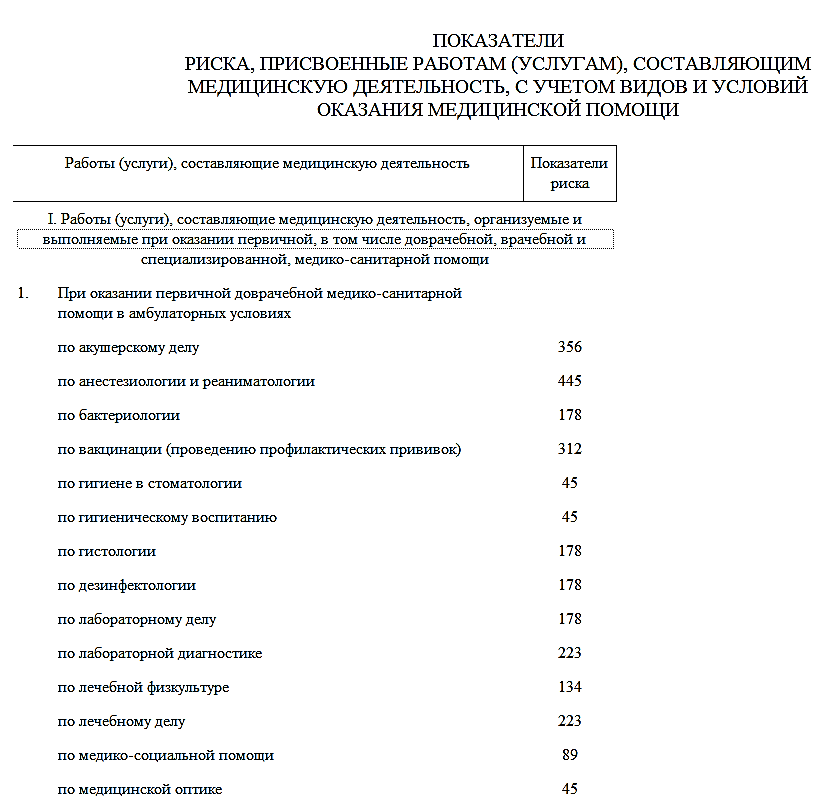 ПОКАЗАТЕЛИ
РИСКА, ПРИСВОЕННЫЕ РАБОТАМ (УСЛУГАМ), СОСТАВЛЯЮЩИМ
МЕДИЦИНСКУЮ ДЕЯТЕЛЬНОСТЬ, С УЧЕТОМ ВИДОВ И УСЛОВИЙ
ОКАЗАНИЯ МЕДИЦИНСКОЙ ПОМОЩИ
Работы (услуги), составляющие медицинскую деятельность Показатели
риска
I. Работы (услуги), составляющие медицинскую деятельность, организуемые и
выполняемые при оказании первичной, в том числе доврачебной, врачебной и
специализированной, медико-санитарной помощи
1. При оказании первичной доврачебной медико-санитарной
помощи в амбулаторных условиях
по акушерскому делу 356
по анестезиологии и реаниматологии 445
по бактериологии 178
по вакцинации (проведению профилактических прививок) 312
по гигиене в стоматологии 45
по гигиеническому воспитанию 45
по гистологии 178
по дезинфектологии 178
по лабораторному делу 178
по лабораторной диагностике 223
по лечебной физкультуре 134
по лечебному делу 223
по медико-социальной помощи 89
по медицинской оптике 45